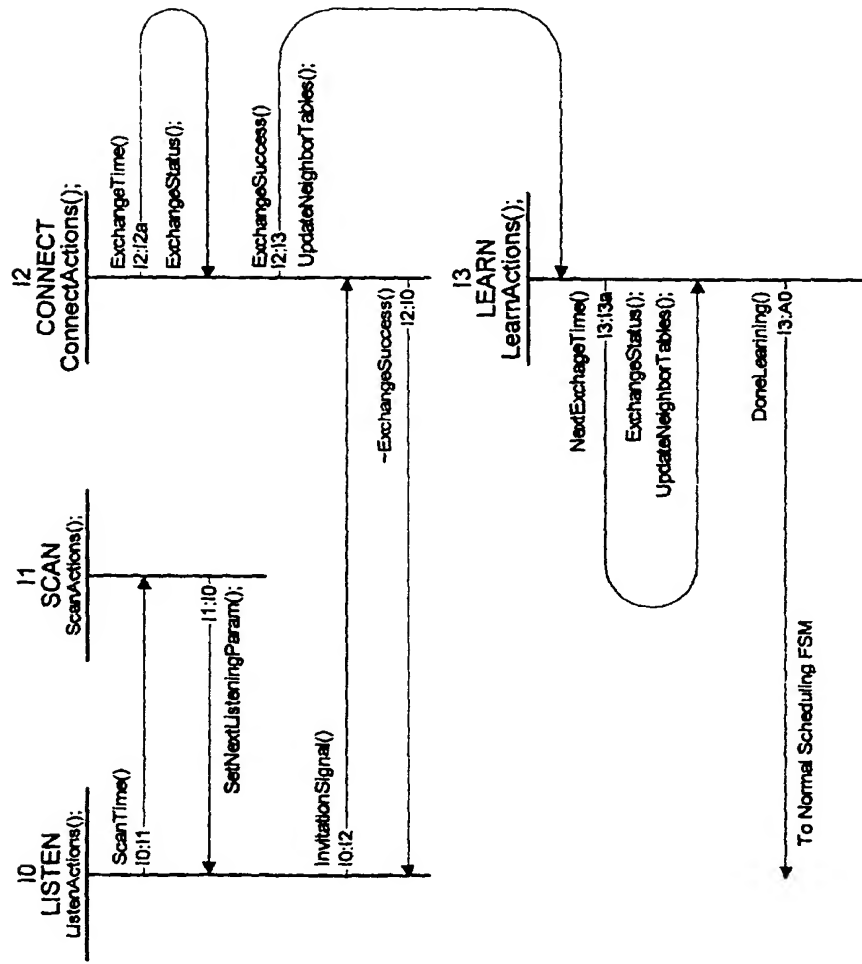 I0
LISTEN
ListenActions();
I1
SCAN
ScanActions();
I2
CONNECT
ConnectActions();
ScanTime()
I0:I1
I1:I0
SetNextListeningParam();
InvitationSignal()
I0:I2
~ExchangeSuccess()
I2:I0
ExchangeTime()
I2:I2a
ExchangeStatus();
ExchangeSuccess()
I2:I3
UpdateNeighborTables();
I3
LEARN
LearnActions();
NextExchageTime()
I3:I3a
ExchangeStatus();
UpdateNeighborTables();
DoneLearining()
I3:A0
To Normal Scheduling FSM